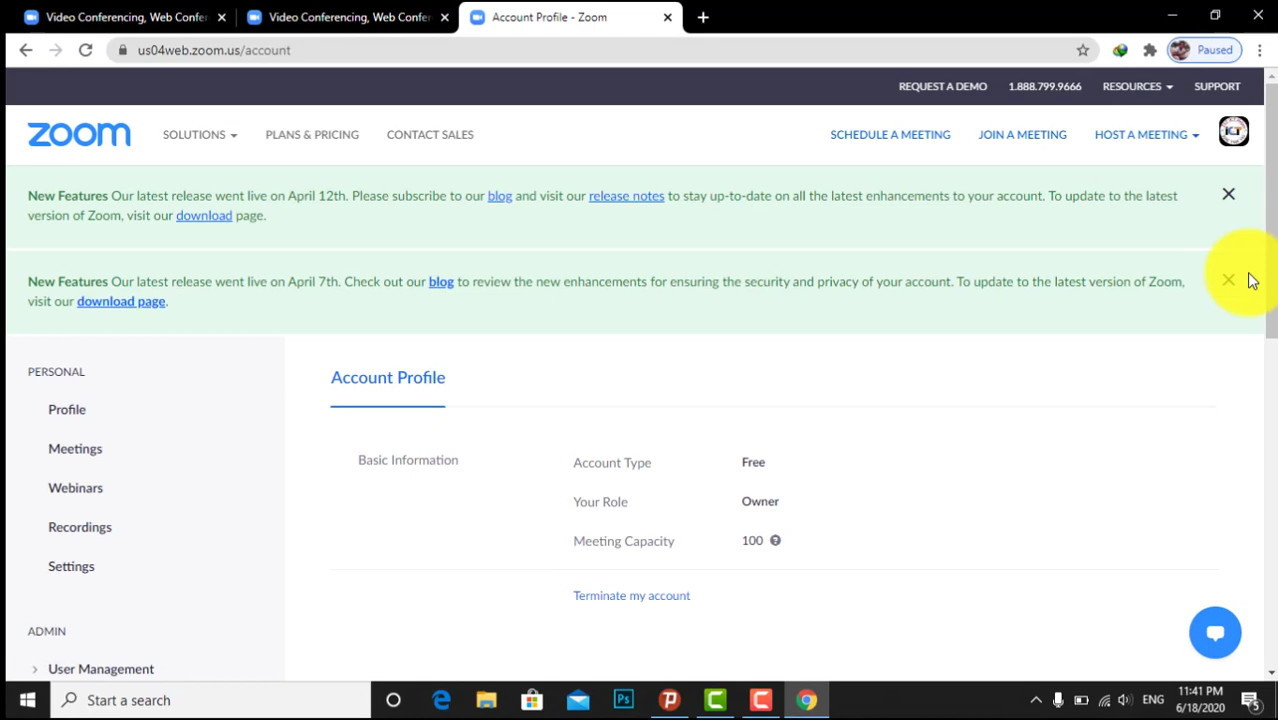 Video Conferencing, Web Confer
Video Conferencing, Web Confer
Account Profile - Zoom
us04web.zoom.us/account
Paused
REQUEST A DEMO 1.888.799.9666 RESOURCES SUPPORT
zoom SOLUTIONS PLANS & PRICING CONTACT SALES SCHEDULE A MEETING JOIN A MEETING HOST A MEETING ICT
New Features Our latest release went live on April 12th. Please subscribe to our blog and visit our release notes to stay up-to-date on all the latest enhancements to your account. To update to the latest
version of Zoom, visit our download page.
New Features Our latest release went live on April 7th. Check out our blog to review the new enhancements for ensuring the security and privacy of your account. To update to the latest version of Zoom,
visit our download page.
PERSONAL
Profile
Meetings
Webinars
Recordings
Settings
ADMIN
User Management
Account Profile
Basic Information
Account Type Free
Your Role Owner
Meeting Capacity 100
Terminate my account
Start a search
Ps
ENG
11:41 PM
6/18/2020
5